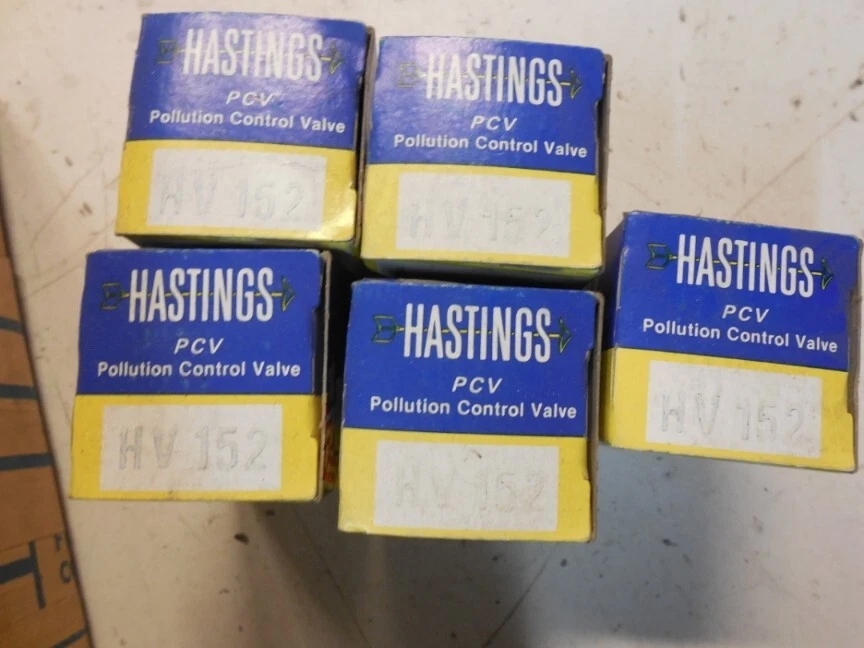 HASTINGS
PCV
Pollution Control Valve
HV 152
HASTINGS
PCV
Pollution Control Valve
HV 152
HASTINGS
PCV
Pollution Control Valve
HV 152
HASTINGS
PCV
Pollution Control Valve
HV 152
HASTINGS
PCV
Pollution Control Valve
HV 152